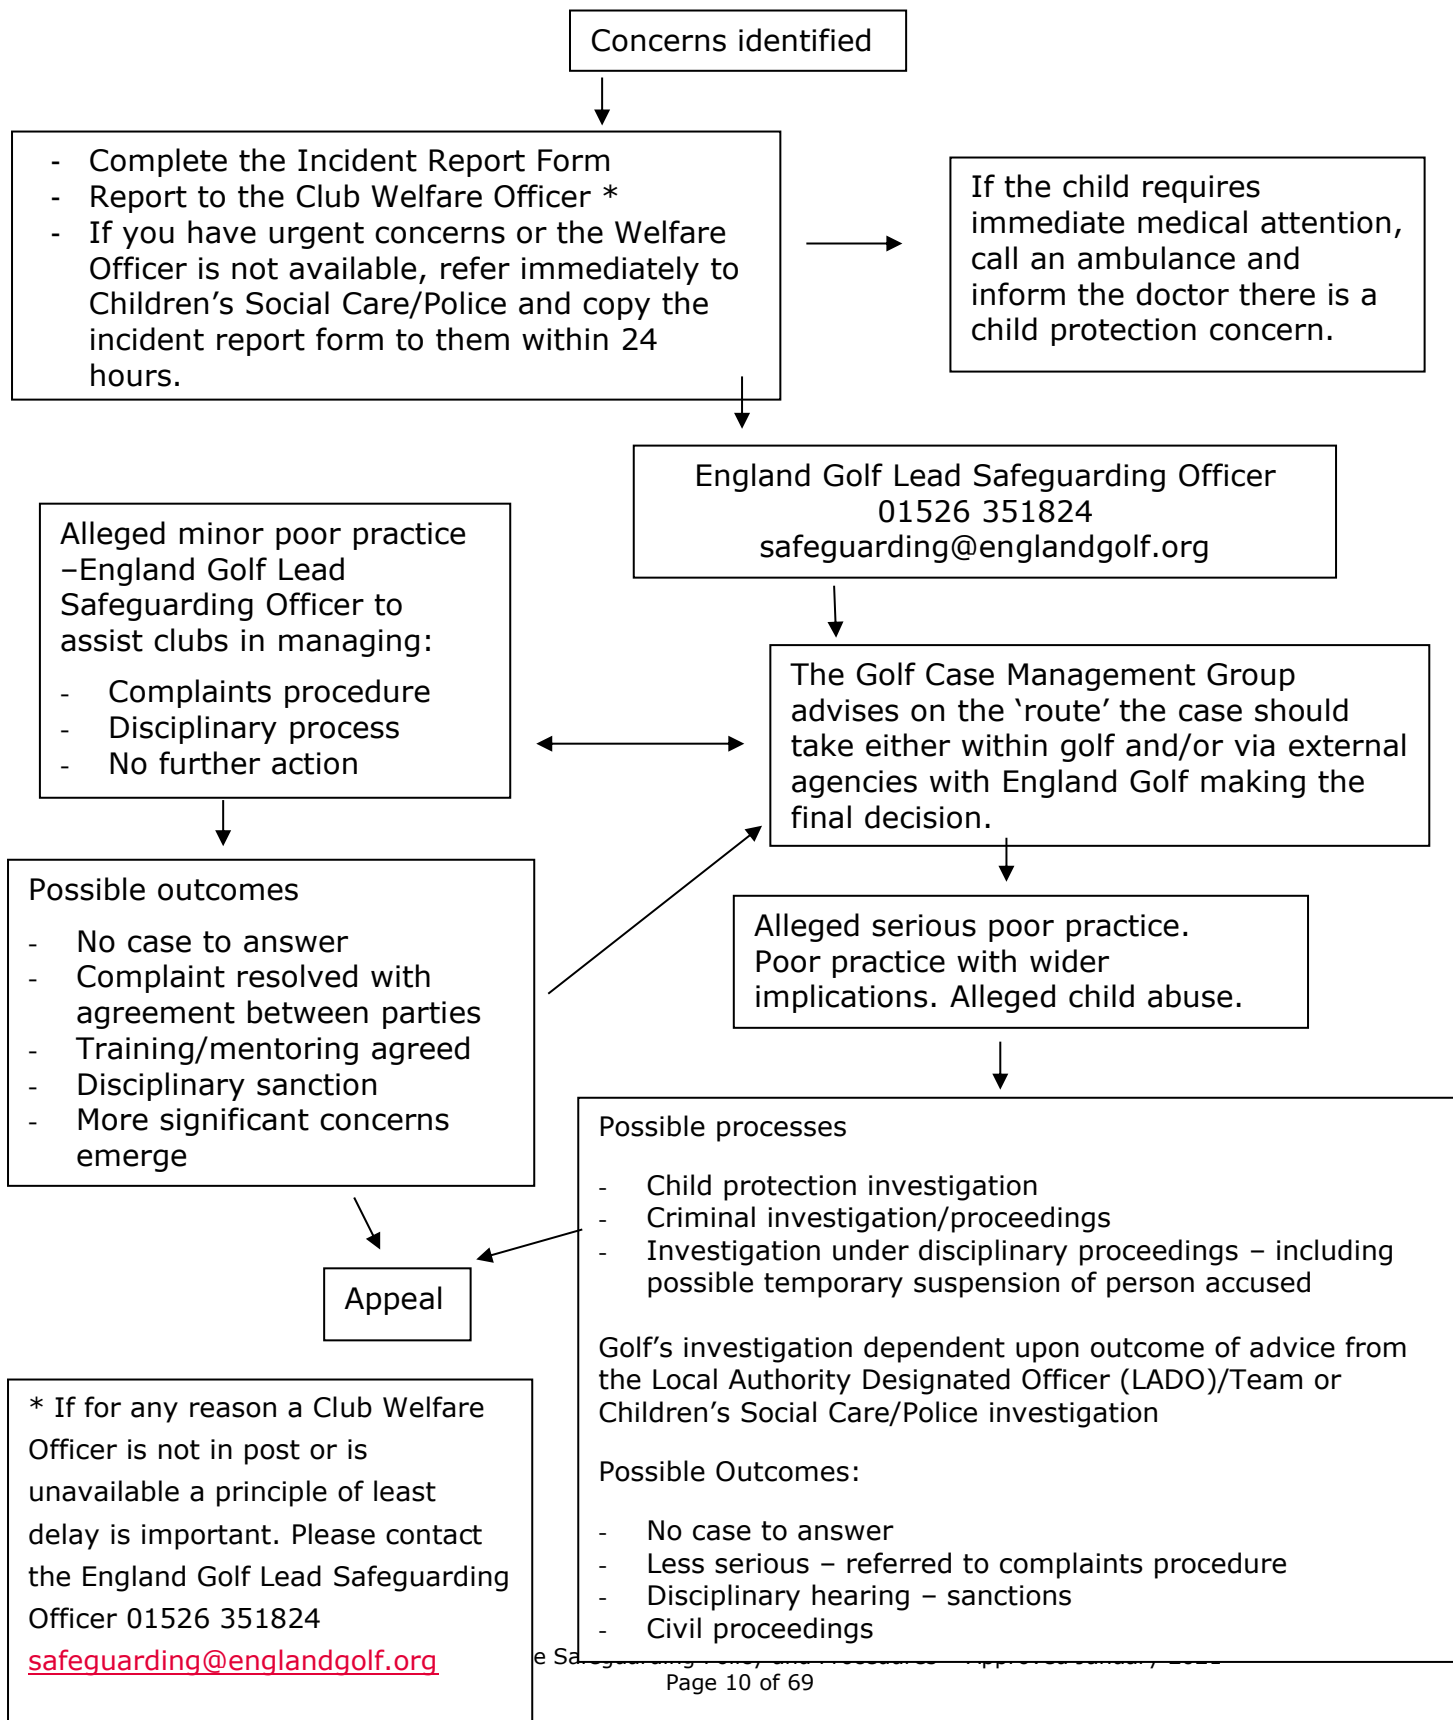 Concerns identified
- Complete the Incident Report Form
- Report to the Club Welfare Officer *
- If you have urgent concerns or the Welfare
Officer is not available, refer immediately to
Children’s Social Care/Police and copy the
incident report form to them within 24
hours.
If the child requires
immediate medical attention,
call an ambulance and
inform the doctor there is a
child protection concern.
England Golf Lead Safeguarding Officer
01526 351824
safeguarding@englandgolf.org
Alleged minor poor practice
–England Golf Lead
Safeguarding Officer to
assist clubs in managing:
- Complaints procedure
- Disciplinary process
- No further action
The Golf Case Management Group
advises on the ‘route’ the case should
take either within golf and/or via external
agencies with England Golf making the
final decision.
Possible outcomes
- No case to answer
- Complaint resolved with
agreement between parties
- Training/mentoring agreed
- Disciplinary sanction
- More significant concerns
emerge
Alleged serious poor practice.
Poor practice with wider
implications. Alleged child abuse.
Possible processes
- Child protection investigation
- Criminal investigation/proceedings
- Investigation under disciplinary proceedings – including
possible temporary suspension of person accused
Golf’s investigation dependent upon outcome of advice from
the Local Authority Designated Officer (LADO)/Team or
Children’s Social Care/Police investigation
Possible Outcomes:
- No case to answer
- Less serious – referred to complaints procedure
- Disciplinary hearing – sanctions
- Civil proceedings
Appeal
* If for any reason a Club Welfare
Officer is not in post or is
unavailable a principle of least
delay is important. Please contact
the England Golf Lead Safeguarding
Officer 01526 351824
safeguarding@englandgolf.org
Page 10 of 69